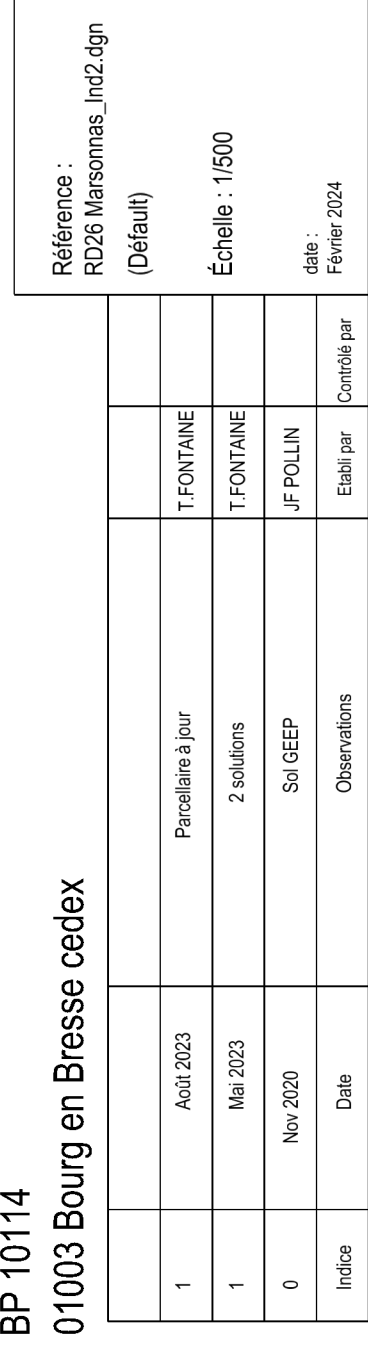 BP 10114
01003 Bourg en Bresse cedex
Référence :
RD26 Marsonnas_Ind2.dgn
(Défault)
Échelle : 1/500
date :
Février 2024
1 Août 2023 Parcellaire à jour T.FONTAINE
1 Mai 2023 2 solutions T.FONTAINE
0 Nov 2020 Sol GEEP JF POLLIN
Indice Date Observations Etabli par Contrôlé par